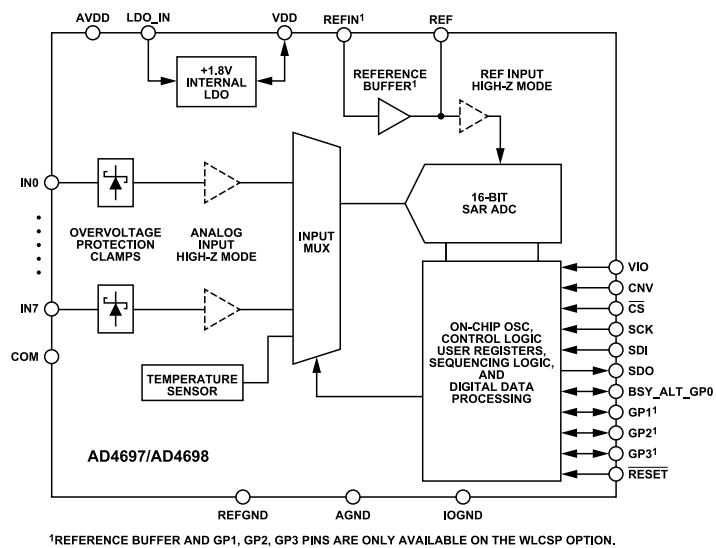 AVDD
LDO_IN
VDD
REFIN¹
REF
+1.8V
INTERNAL
LDO
REFERENCE
BUFFER¹
REF INPUT
HIGH-Z MODE
IN0
OVERVOLTAGE
PROTECTION
CLAMPS
ANALOG
INPUT
HIGH-Z MODE
INPUT
MUX
16-BIT
SAR ADC
IN7
COM
TEMPERATURE
SENSOR
ON-CHIP OSC,
CONTROL LOGIC
USER REGISTERS,
SEQUENCING LOGIC,
AND
DIGITAL DATA
PROCESSING
VIO
CNV
CS
SCK
SDI
SDO
BSY_ALT_GP0
GP1¹
GP2¹
GP3¹
RESET
AD4697/AD4698
REFGND
AGND
IOGND
¹REFERENCE BUFFER AND GP1, GP2, GP3 PINS ARE ONLY AVAILABLE ON THE WLCSP OPTION.